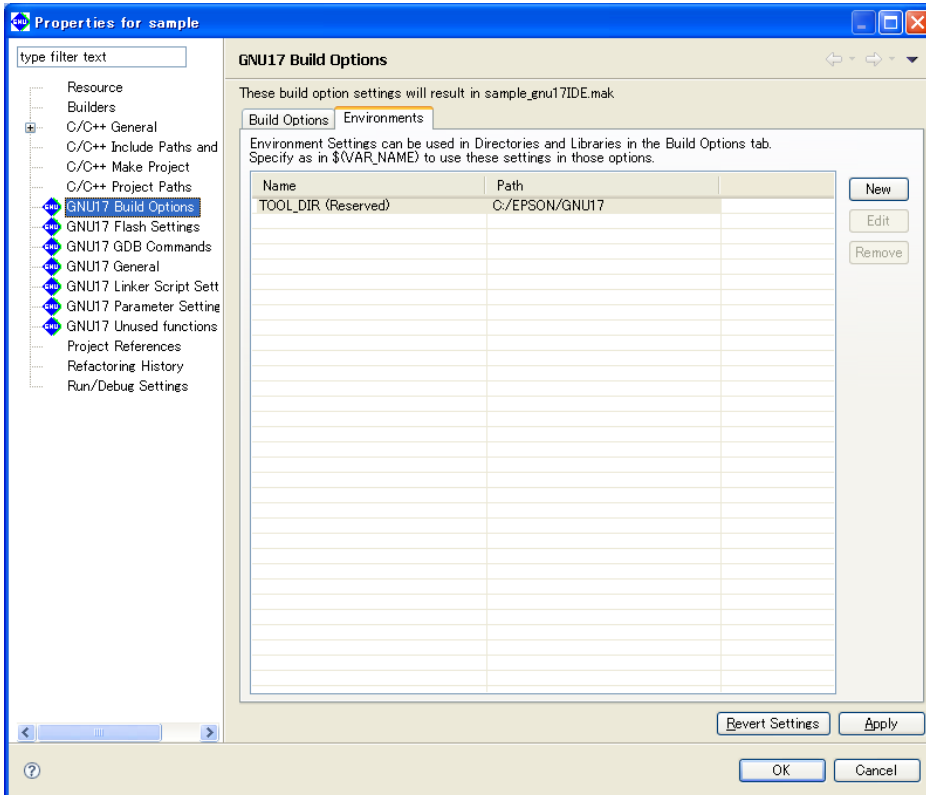 Properties for sample
type filter text
Resource
Builders
C/C++ General
C/C++ Include Paths and
C/C++ Make Project
C/C++ Project Paths
GNU17 Build Options
GNU17 Flash Settings
GNU17 GDB Commands
GNU17 General
GNU17 Linker Script Sett
GNU17 Parameter Setting
GNU17 Unused functions
Project References
Refactoring History
Run/Debug Settings
GNU17 Build Options
These build option settings will result in sample_gnu17IDE.mak
Build Options Environments
Environment Settings can be used in Directories and Libraries in the Build Options tab.
Specify as in $(VAR_NAME) to use these settings in those options.
Name Path
TOOL_DIR (Reserved) C:/EPSON/GNU17
New
Edit
Remove
Revert Settings Apply
OK Cancel